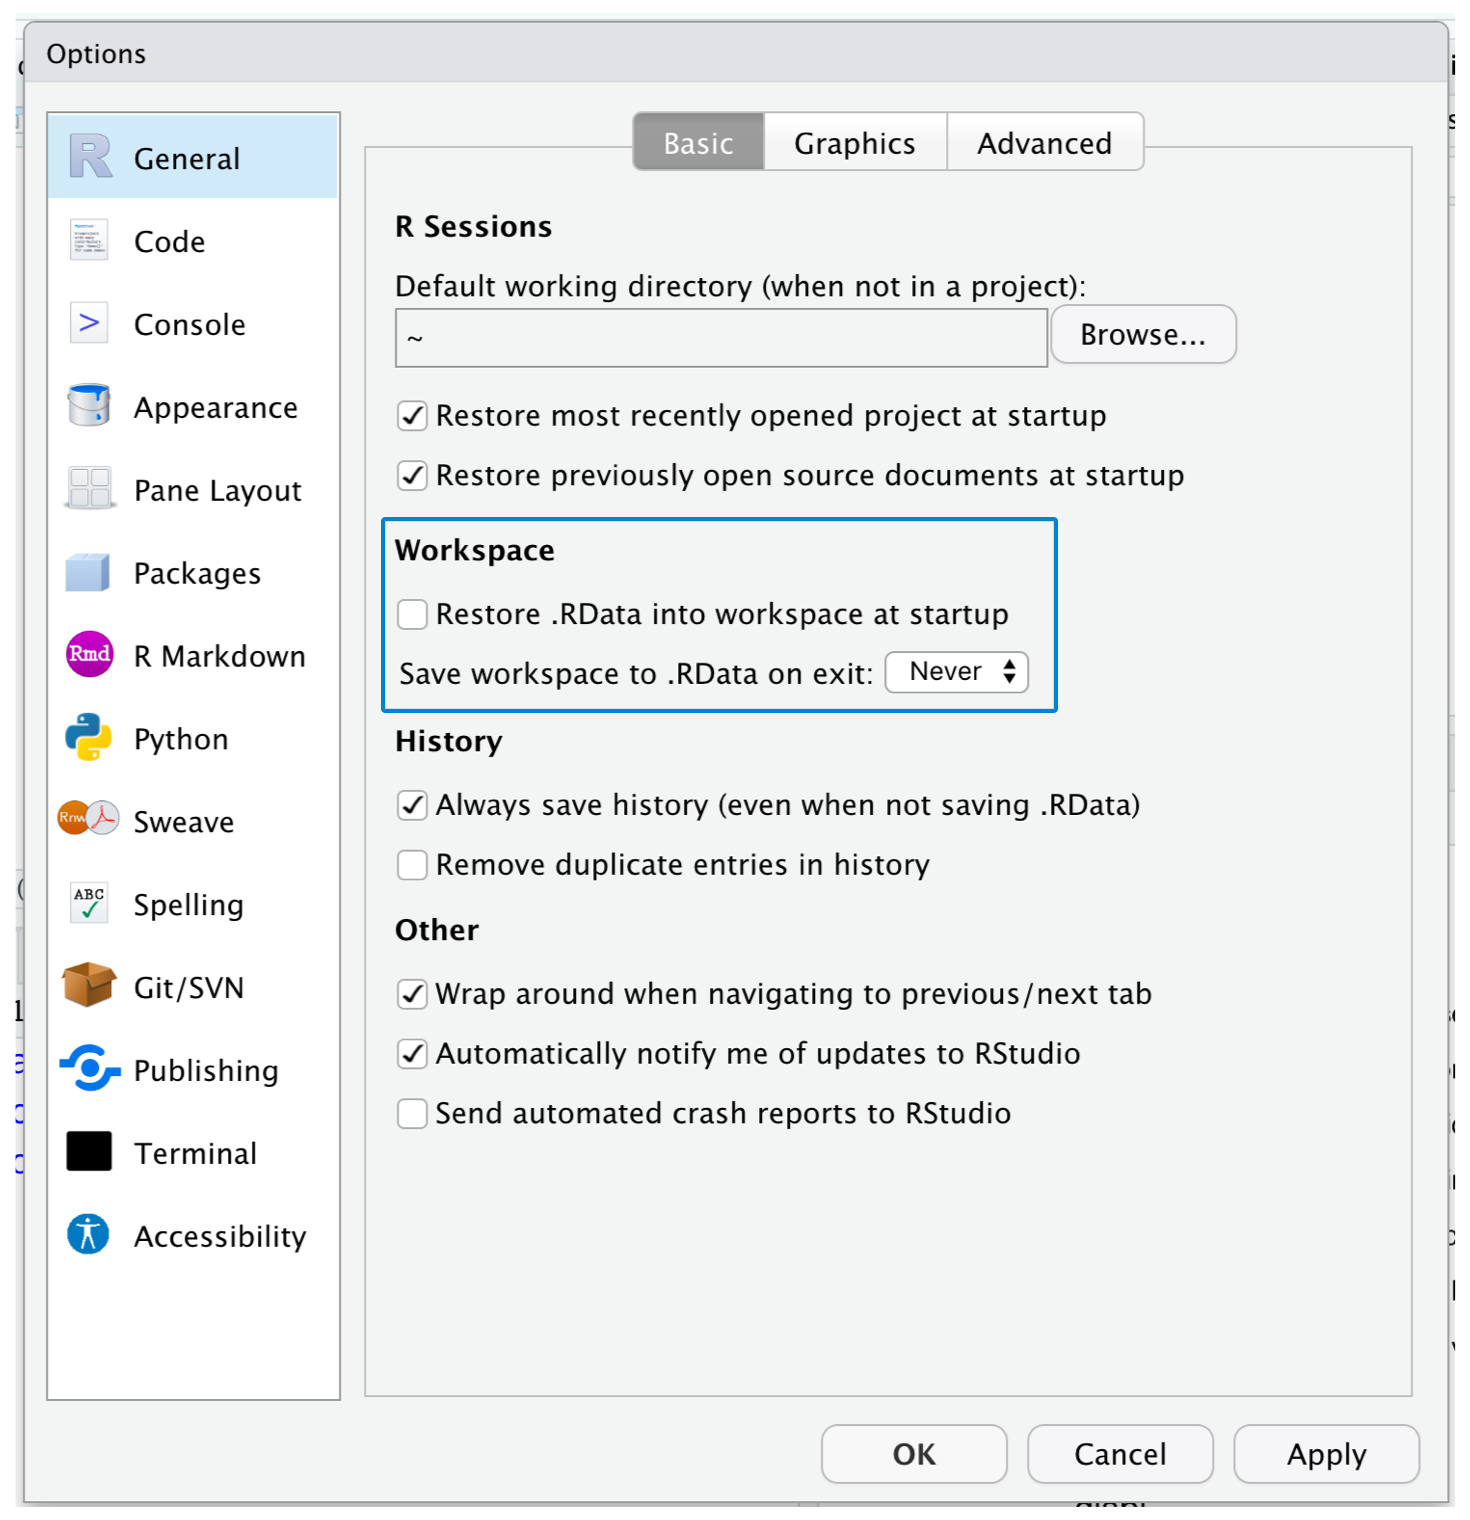 Options
General
Code
Console
Appearance
Pane Layout
Packages
Rmd R Markdown
Python
Rnw Sweave
ABC Spelling
Git/SVN
Publishing
Terminal
Accessibility
Basic Graphics Advanced
R Sessions
Default working directory (when not in a project):
~ Browse...
Restore most recently opened project at startup
Restore previously open source documents at startup
Workspace
Restore .RData into workspace at startup
Save workspace to .RData on exit: Never
History
Always save history (even when not saving .RData)
Remove duplicate entries in history
Other
Wrap around when navigating to previous/next tab
Automatically notify me of updates to RStudio
Send automated crash reports to RStudio
OK Cancel Apply